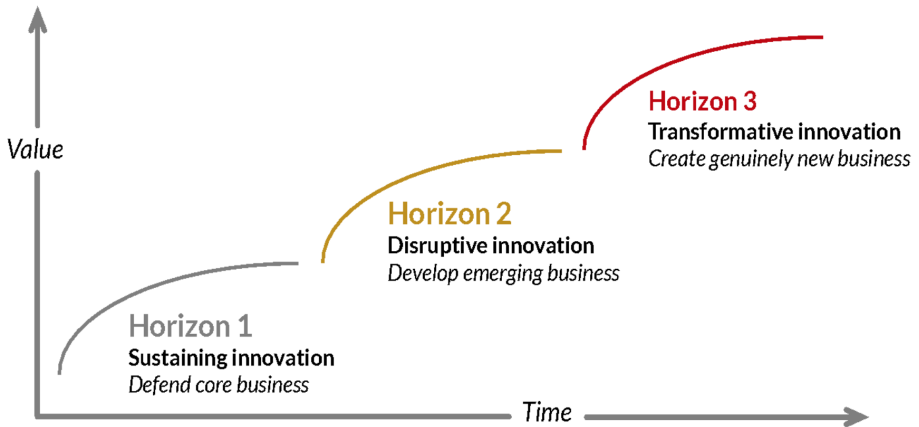 Value
Horizon 3
Transformative innovation
Create genuinely new business
Horizon 2
Disruptive innovation
Develop emerging business
Horizon 1
Sustaining innovation
Defend core business
Time